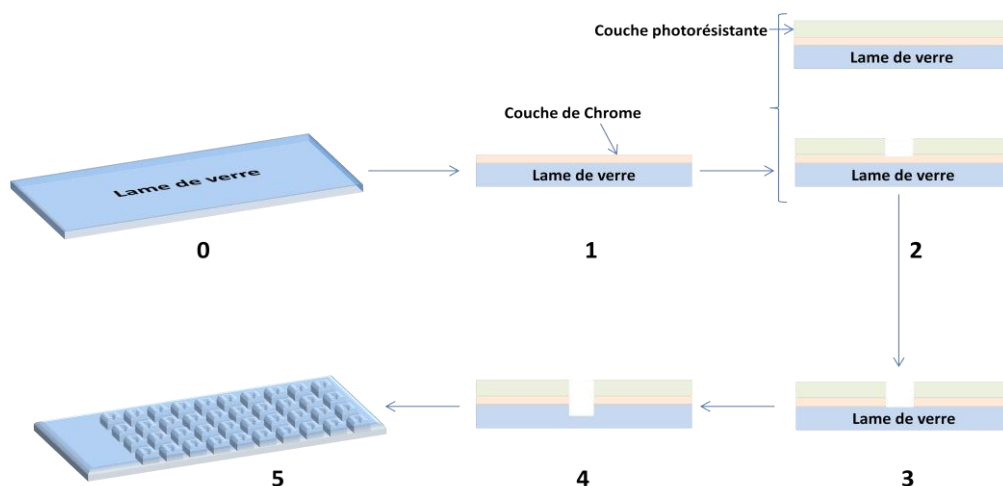 Couche photorésistante
Lame de verre
Couche de Chrome
Lame de verre
Lame de verre
Lame de verre
0
1
2
Lame de verre
5
4
3